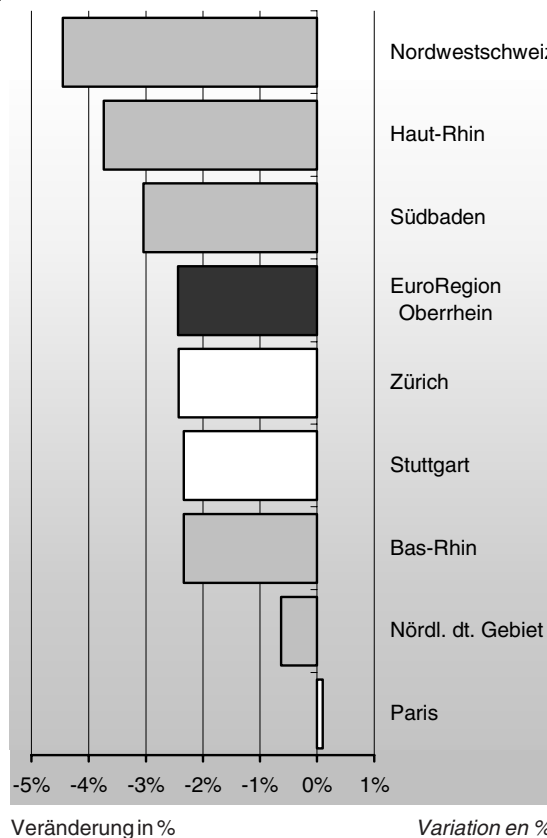 Nordwestschweiz
Haut-Rhin
Südbaden
EuroRegion
Oberrhein
Zürich
Stuttgart
Bas-Rhin
Nördl. dt. Gebiet
Paris
-5% -4% -3% -2% -1% 0% 1%
Veränderung in % Variation en %